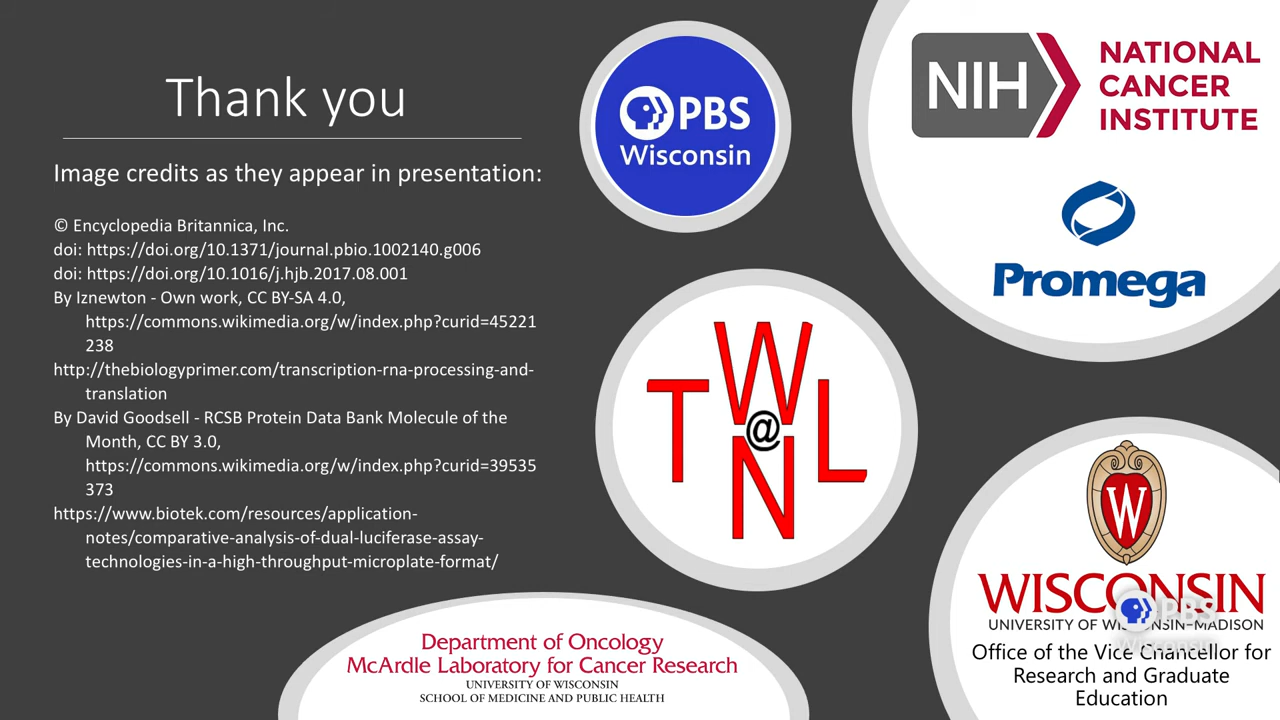 Thank you
Image credits as they appear in presentation:
© Encyclopedia Britannica, Inc.
doi: https://doi.org/10.1371/journal.pbio.1002140.g006
doi: https://doi.org/10.1016/j.hjb.2017.08.001
By Iznewton - Own work, CC BY-SA 4.0,
https://commons.wikimedia.org/w/index.php?curid=45221
238
http://thebiologyprimer.com/transcription-rna-processing-and-
translation
By David Goodsell - RCSB Protein Data Bank Molecule of the
Month, CC BY 3.0,
https://commons.wikimedia.org/w/index.php?curid=39535
373
https://www.biotek.com/resources/application-
notes/comparative-analysis-of-dual-luciferase-assay-
technologies-in-a-high-throughput-microplate-format/
PBS
Wisconsin
NIH
NATIONAL
CANCER
INSTITUTE
Promega
W
T @ L
N
W
WISCONSIN
UNIVERSITY OF WISCONSIN–MADISON
Office of the Vice Chancellor for
Research and Graduate
Education
PBS
Wisconsin
Department of Oncology
McArdle Laboratory for Cancer Research
UNIVERSITY OF WISCONSIN
SCHOOL OF MEDICINE AND PUBLIC HEALTH